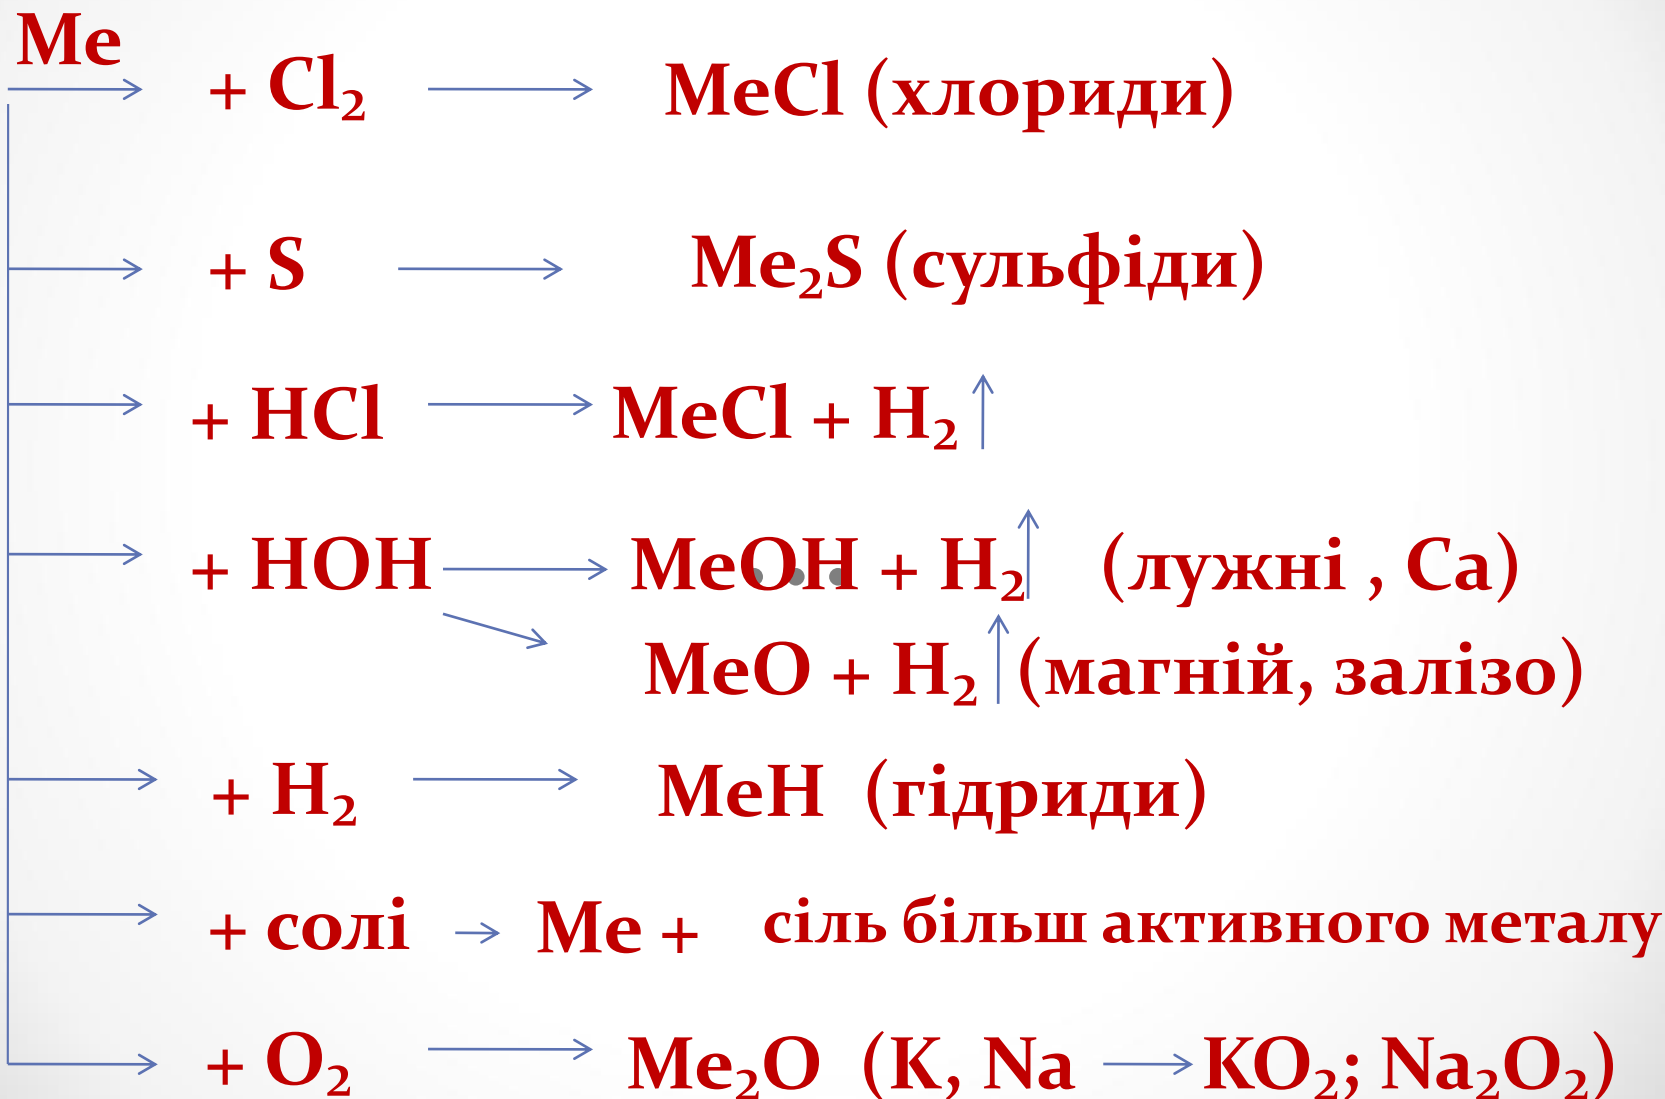 Me
+ Cl₂ → MeCl (хлориди)
+ S → Me₂S (сульфіди)
+ HCl → MeCl + H₂ ↑
+ HOH → MeOH + H₂ ↑ (лужні , Ca)
MeO + H₂ ↑ (магній, залізо)
+ H₂ → MeH (гідриди)
+ солі → Me + сіль більш активного металу
+ O₂ → Me₂O (K, Na → KO₂; Na₂O₂)